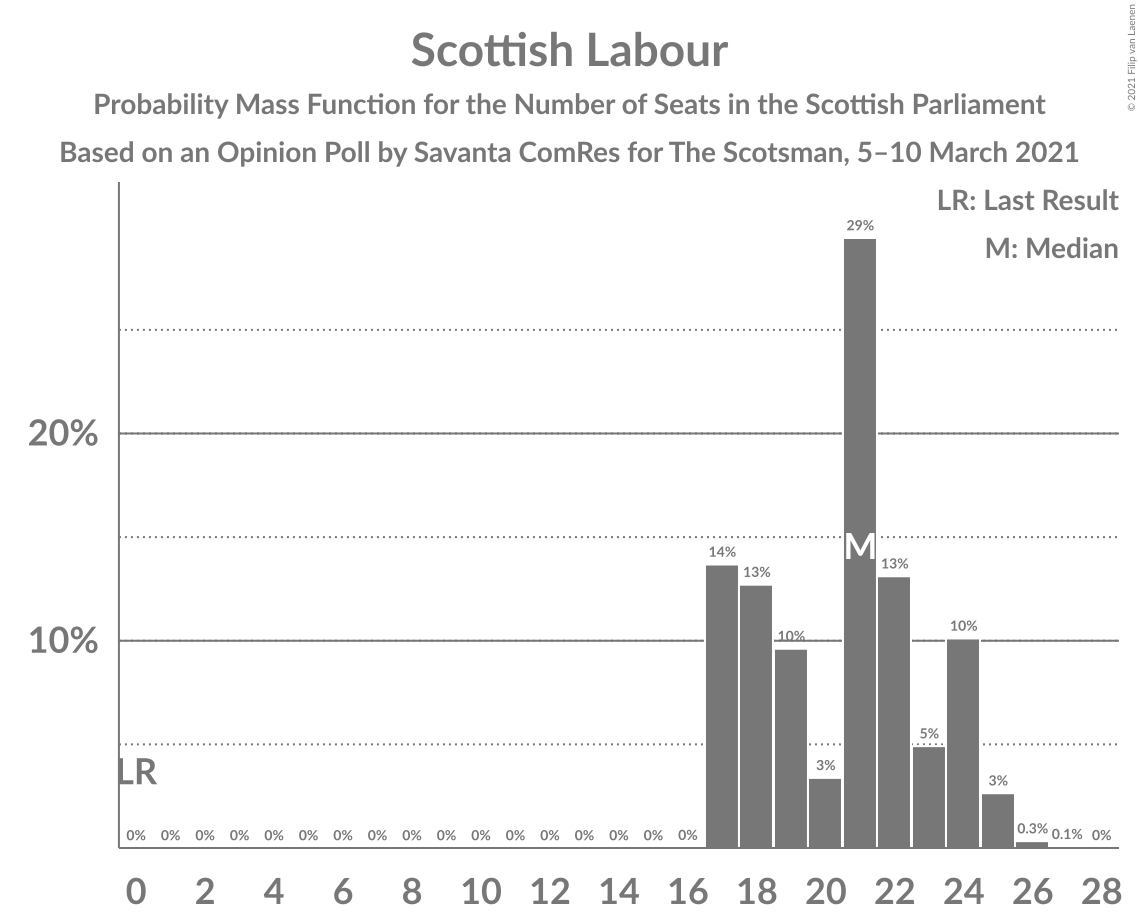 © 2021 Filip van Laenen
Scottish Labour
Probability Mass Function for the Number of Seats in the Scottish Parliament
Based on an Opinion Poll by Savanta ComRes for The Scotsman, 5–10 March 2021
LR: Last Result
M: Median
20%
10%
LR
M
0% 0% 0% 0% 0% 0% 0% 0% 0% 0% 0% 0% 0% 0% 0% 0% 0% 14% 13% 10% 3% 29% 13% 5% 10% 3% 0.3% 0.1% 0%
0 2 4 6 8 10 12 14 16 18 20 22 24 26 28